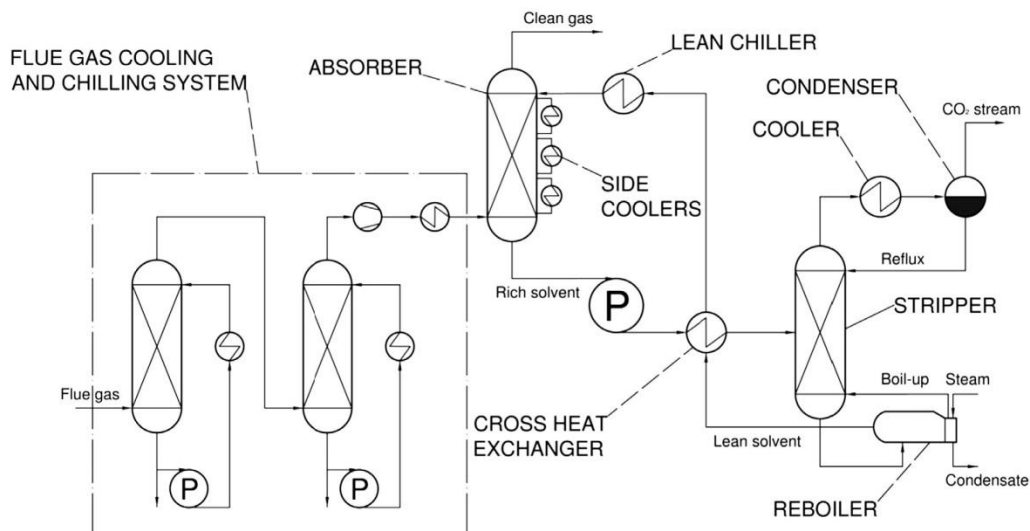 Clean gas
LEAN CHILLER
FLUE GAS COOLING
AND CHILLING SYSTEM
ABSORBER
CONDENSER
CO₂ stream
COOLER
SIDE
COOLERS
Reflux
Rich solvent
P
STRIPPER
Flue gas
Boil-up
Steam
CROSS HEAT
EXCHANGER
Lean solvent
Condensate
REBOILER
P
P